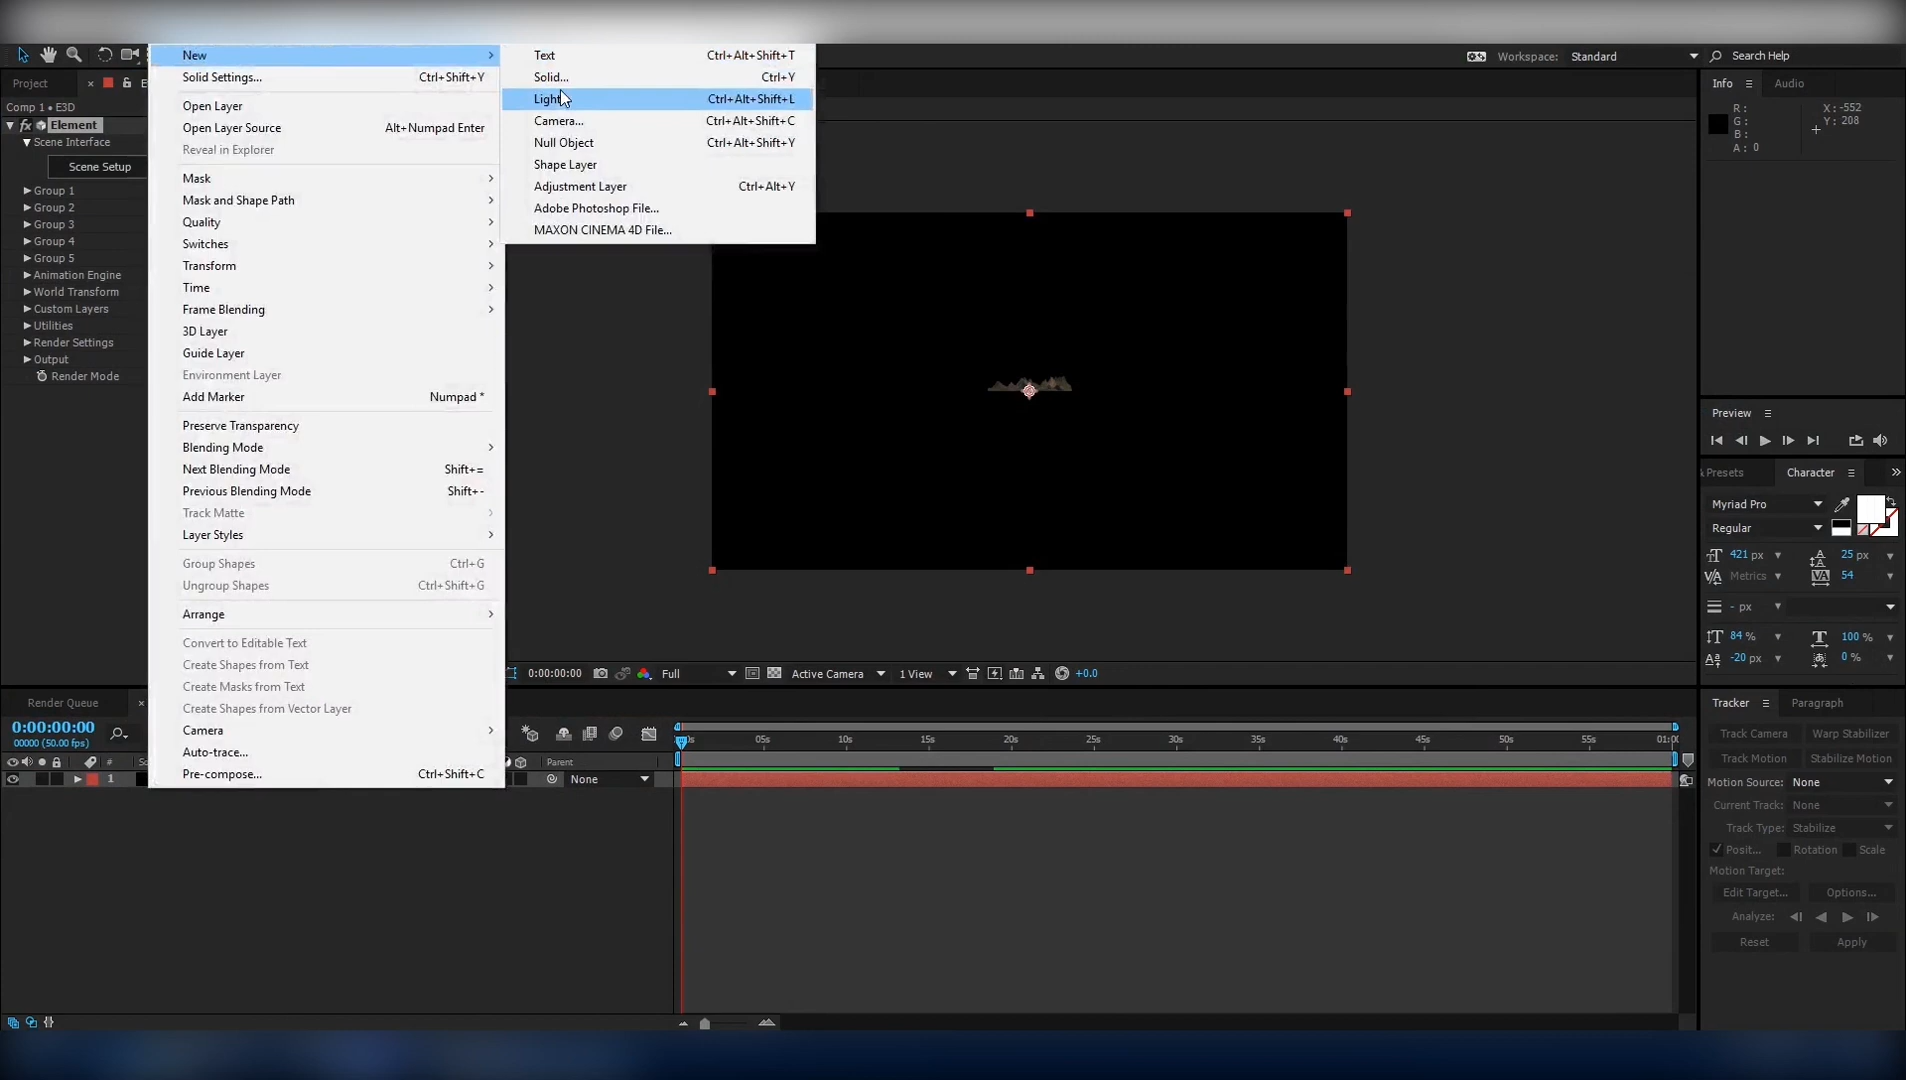 New
Text Ctrl+Alt+Shift+T
Workspace: Standard
Search Help
Project
Solid Settings... Ctrl+Shift+Y
Solid... Ctrl+Y
Info
Audio
Comp 1 • E3D
Open Layer
Light Ctrl+Alt+Shift+L
R:
G:
B:
A: 0
X: -552
Y: 208
fx Element
Open Layer Source Alt+Numpad Enter
Camera... Ctrl+Alt+Shift+C
Scene Interface
Reveal in Explorer
Null Object Ctrl+Alt+Shift+Y
Scene Setup
Shape Layer
Mask
Adjustment Layer Ctrl+Alt+Y
Group 1
Mask and Shape Path
Adobe Photoshop File...
Group 2
Quality
MAXON CINEMA 4D File...
Group 3
Switches
Group 4
Transform
Group 5
Time
Animation Engine
Frame Blending
World Transform
3D Layer
Custom Layers
Guide Layer
Utilities
Environment Layer
Render Settings
Add Marker Numpad *
Output
Preserve Transparency
Render Mode
Blending Mode
Next Blending Mode Shift+=
Previous Blending Mode Shift+-
Track Matte
Layer Styles
Group Shapes Ctrl+G
Ungroup Shapes Ctrl+Shift+G
Arrange
Convert to Editable Text
Create Shapes from Text
Create Masks from Text
Create Shapes from Vector Layer
Camera
Auto-trace...
Pre-compose... Ctrl+Shift+C
Preview
& Presets
Character
Myriad Pro
Regular
421 px
25 px
Metrics
54
- px
84 %
100 %
-20 px
0 %
0:00:00:00
Full
Active Camera
1 View
+0.0
Render Queue
0:00:00:00
00000 (50.00 fps)
05s 10s 15s 20s 25s 30s 35s 40s 45s 50s 55s
Parent
1
None
Tracker
Paragraph
Track Camera
Warp Stabilizer
Track Motion
Stabilize Motion
Motion Source: None
Current Track: None
Track Type: Stabilize
Posit...
Rotation
Scale
Motion Target:
Edit Target...
Options...
Analyze:
Reset
Apply